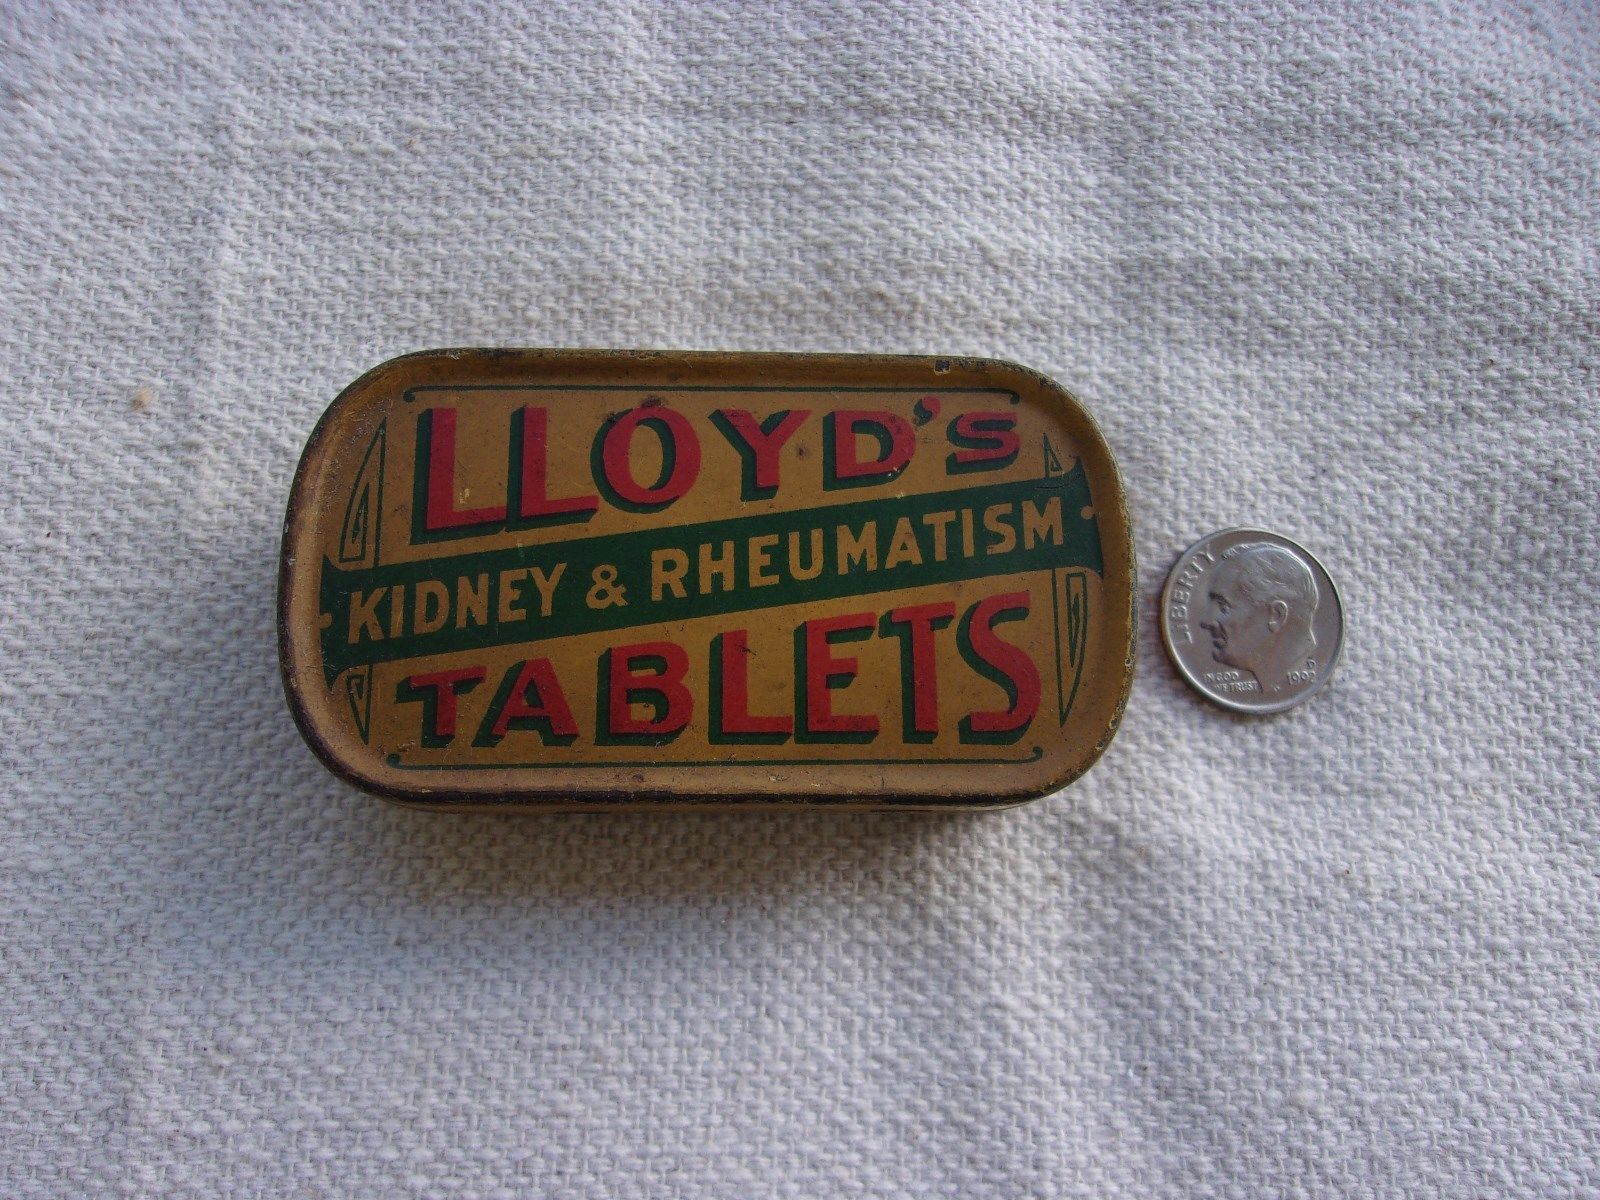 LLOYD'S
KIDNEY & RHEUMATISM
TABLETS
LIBERTY
IN GOD
WE TRUST